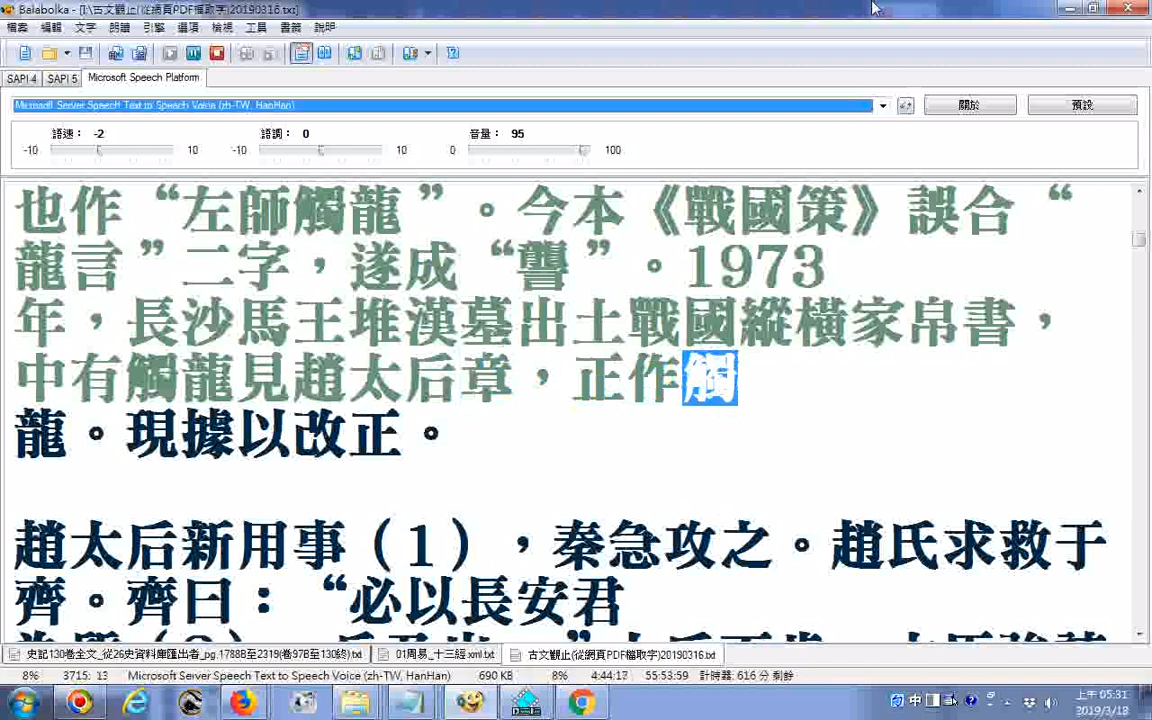 Balabolka - [I:\古文觀止(從網頁PDF檔取字)20190316.txt]
檔案 編輯 文字 朗讀 引擎 選項 檢視 工具 書籤 說明
SAPI 4 SAPI 5 Microsoft Speech Platform
Microsoft Server Speech Text to Speech Voice (zh-TW, HanHan)
關於 預設
語速: -2 語調: 0 音量: 95
-10 10 -10 10 0 100
也作“左師觸龍”。今本《戰國策》誤合“
龍言”二字，遂成“讋”。1973
年，長沙馬王堆漢墓出土戰國縱橫家帛書，
中有觸龍見趙太后章，正作觸
龍。現據以改正。
趙太后新用事（1），秦急攻之。趙氏求救于
齊。齊曰：“必以長安君
史記130卷全文_從26史資料庫匯出者_pg.1788B至2319(卷97B至130終).txt 01周易_十三經.txt 古文觀止(從網頁PDF檔取字)20190316.txt
8% 3715: 13 Microsoft Server Speech Text to Speech Voice (zh-TW, HanHan) 690 KB 8% 4:44:13 55:53:59 計時器: 616 分 剩餘
中
上午 05:31
2019/3/18